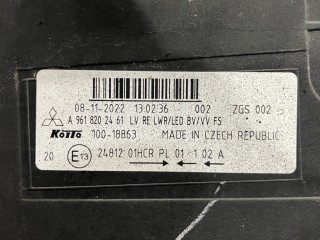 08-11-2022 13:02:36 002 ZGS 002
A 961 820 24 61 LV RE LWR/LED BV/VV FS
KOITO 100-18863 MADE IN CZECH REPUBLIC
20 E13 24812 01HCR PL 01 1 02 A